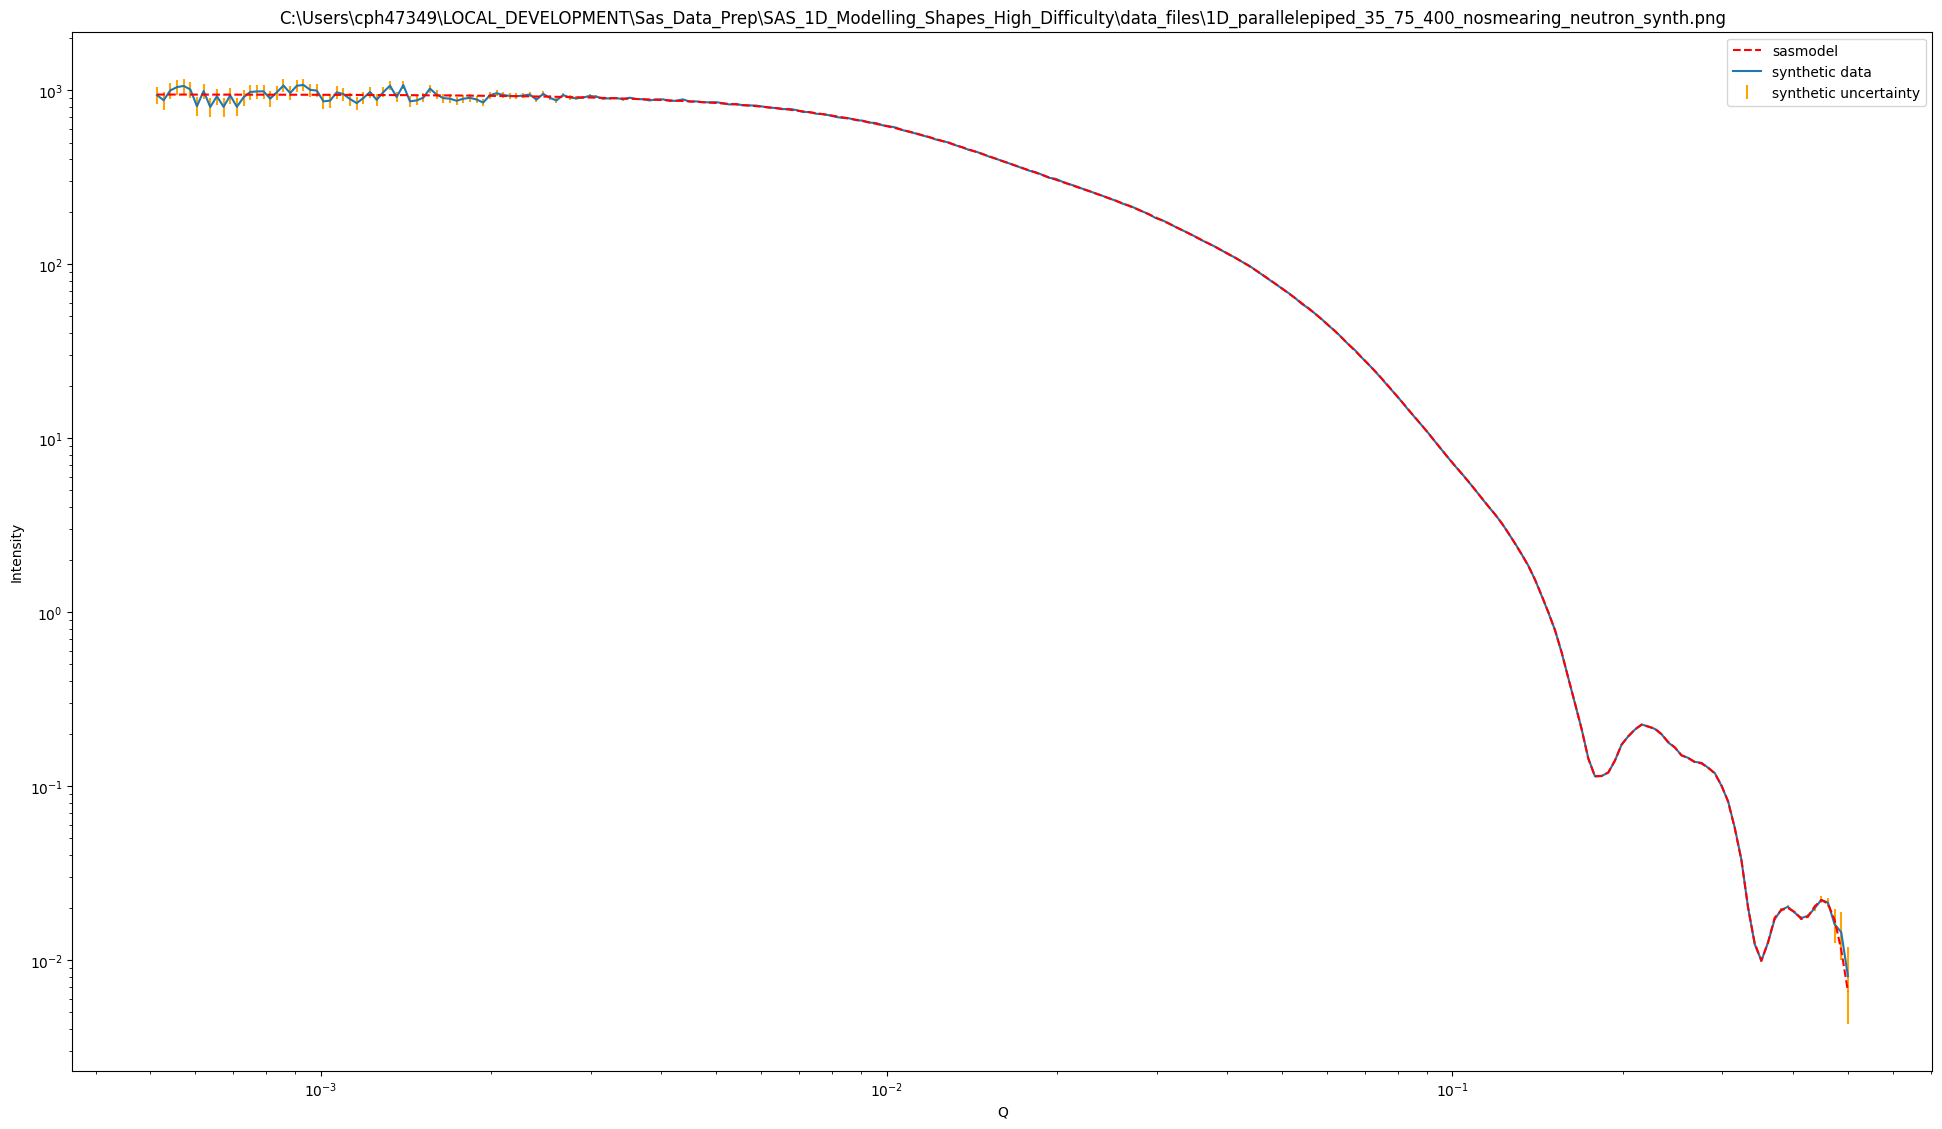 C:\Users\cph47349\LOCAL_DEVELOPMENT\Sas_Data_Prep\SAS_1D_Modelling_Shapes_High_Difficulty\data_files\1D_parallelepiped_35_75_400_nosmearing_neutron_synth.png
sasmodel
synthetic data
synthetic uncertainty
10³
10²
10¹
10⁰
10⁻¹
10⁻²
Intensity
10⁻³
10⁻²
10⁻¹
Q